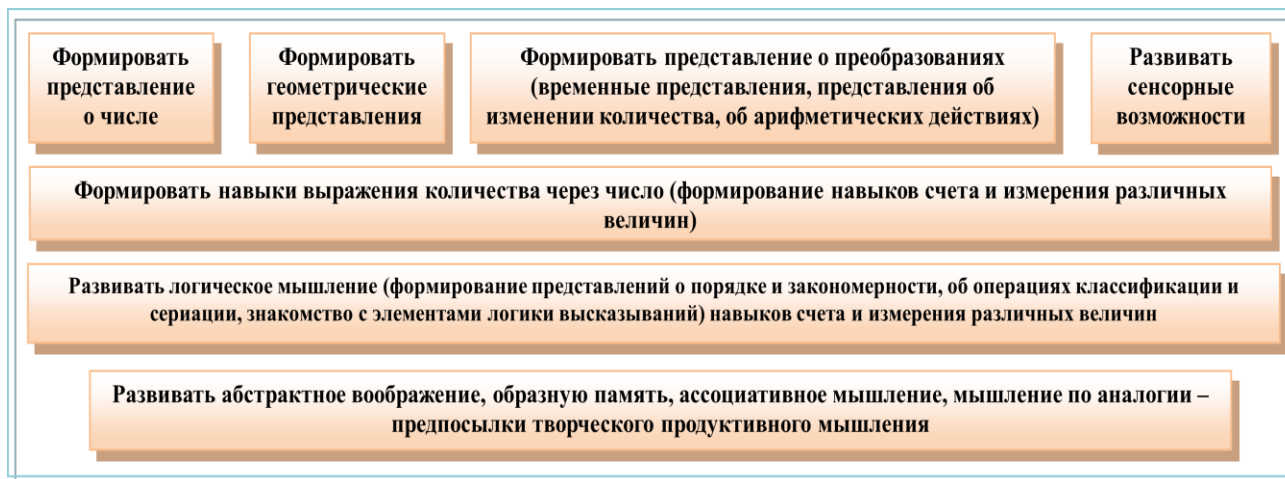 Формировать
представление
о числе
Формировать
геометрические
представления
Формировать представление о преобразованиях
(временные представления, представления об
изменении количества, об арифметических действиях)
Развивать
сенсорные
возможности
Формировать навыки выражения количества через число (формирование навыков счета и измерения различных
величин)
Развивать логическое мышление (формирование представлений о порядке и закономерности, об операциях классификации и
сериации, знакомство с элементами логики высказываний) навыков счета и измерения различных величин
Развивать абстрактное воображение, образную память, ассоциативное мышление, мышление по аналогии –
предпосылки творческого продуктивного мышления